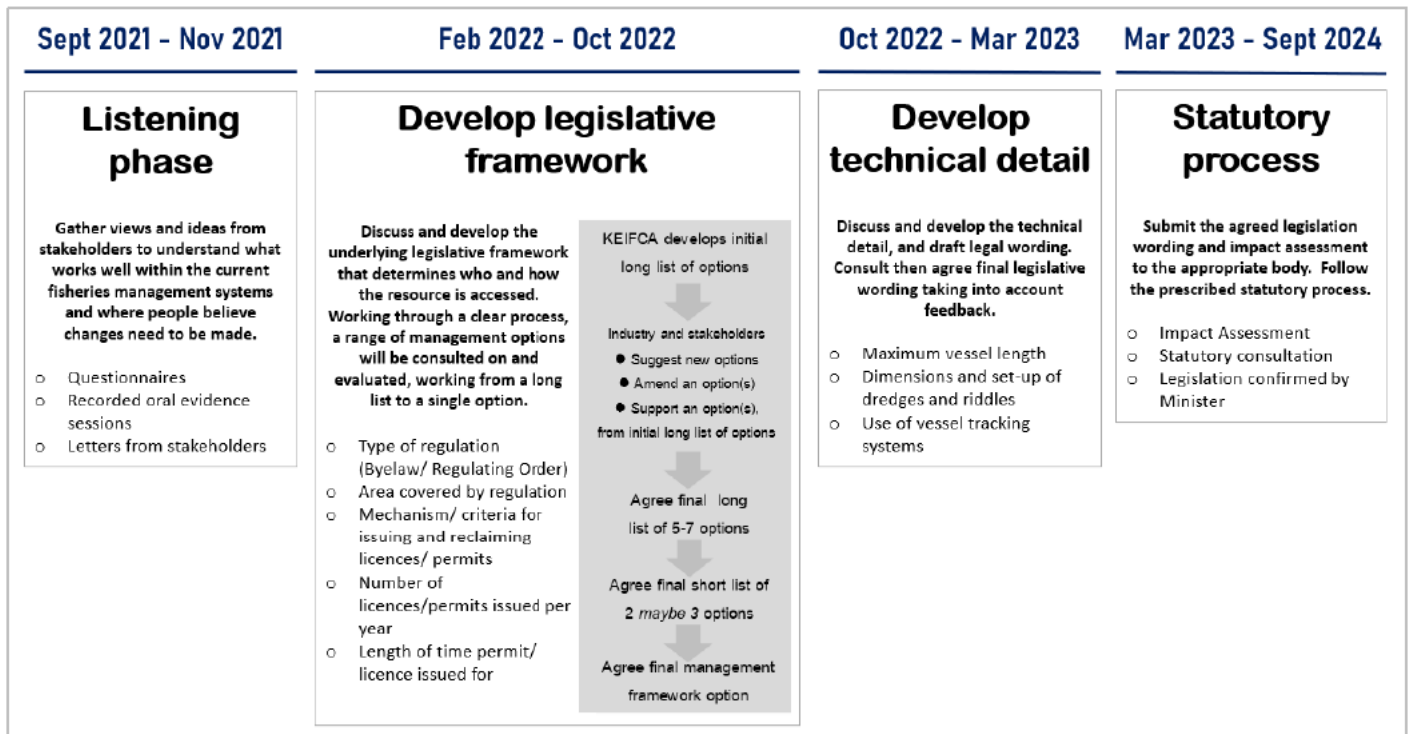 Sept 2021 - Nov 2021
Listening
phase
Gather views and ideas from
stakeholders to understand what
works well within the current
fisheries management systems
and where people believe
changes need to be made.
o Questionnaires
o Recorded oral evidence
sessions
o Letters from stakeholders
Feb 2022 - Oct 2022
Develop legislative
framework
Discuss and develop the
underlying legislative framework
that determines who and how
the resource is accessed.
Working through a clear process,
a range of management options
will be consulted on and
evaluated, working from a long
list to a single option.
o Type of regulation
(Byelaw/ Regulating Order)
o Area covered by regulation
o Mechanism/ criteria for
issuing and reclaiming
licences/ permits
o Number of
licences/permits issued per
year
o Length of time permit/
licence issued for
KEIFCA develops initial
long list of options
Industry and stakeholders
● Suggest new options
● Amend an option(s)
● Support an option(s),
from initial long list of options
Agree final long
list of 5-7 options
Agree final short list of
2 maybe 3 options
Agree final management
framework option
Oct 2022 - Mar 2023
Develop
technical detail
Discuss and develop the technical
detail, and draft legal wording.
Consult then agree final legislative
wording taking into account
feedback.
o Maximum vessel length
o Dimensions and set-up of
dredges and riddles
o Use of vessel tracking
systems
Mar 2023 - Sept 2024
Statutory
process
Submit the agreed legislation
wording and impact assessment
to the appropriate body. Follow
the prescribed statutory process.
o Impact Assessment
o Statutory consultation
o Legislation confirmed by
Minister